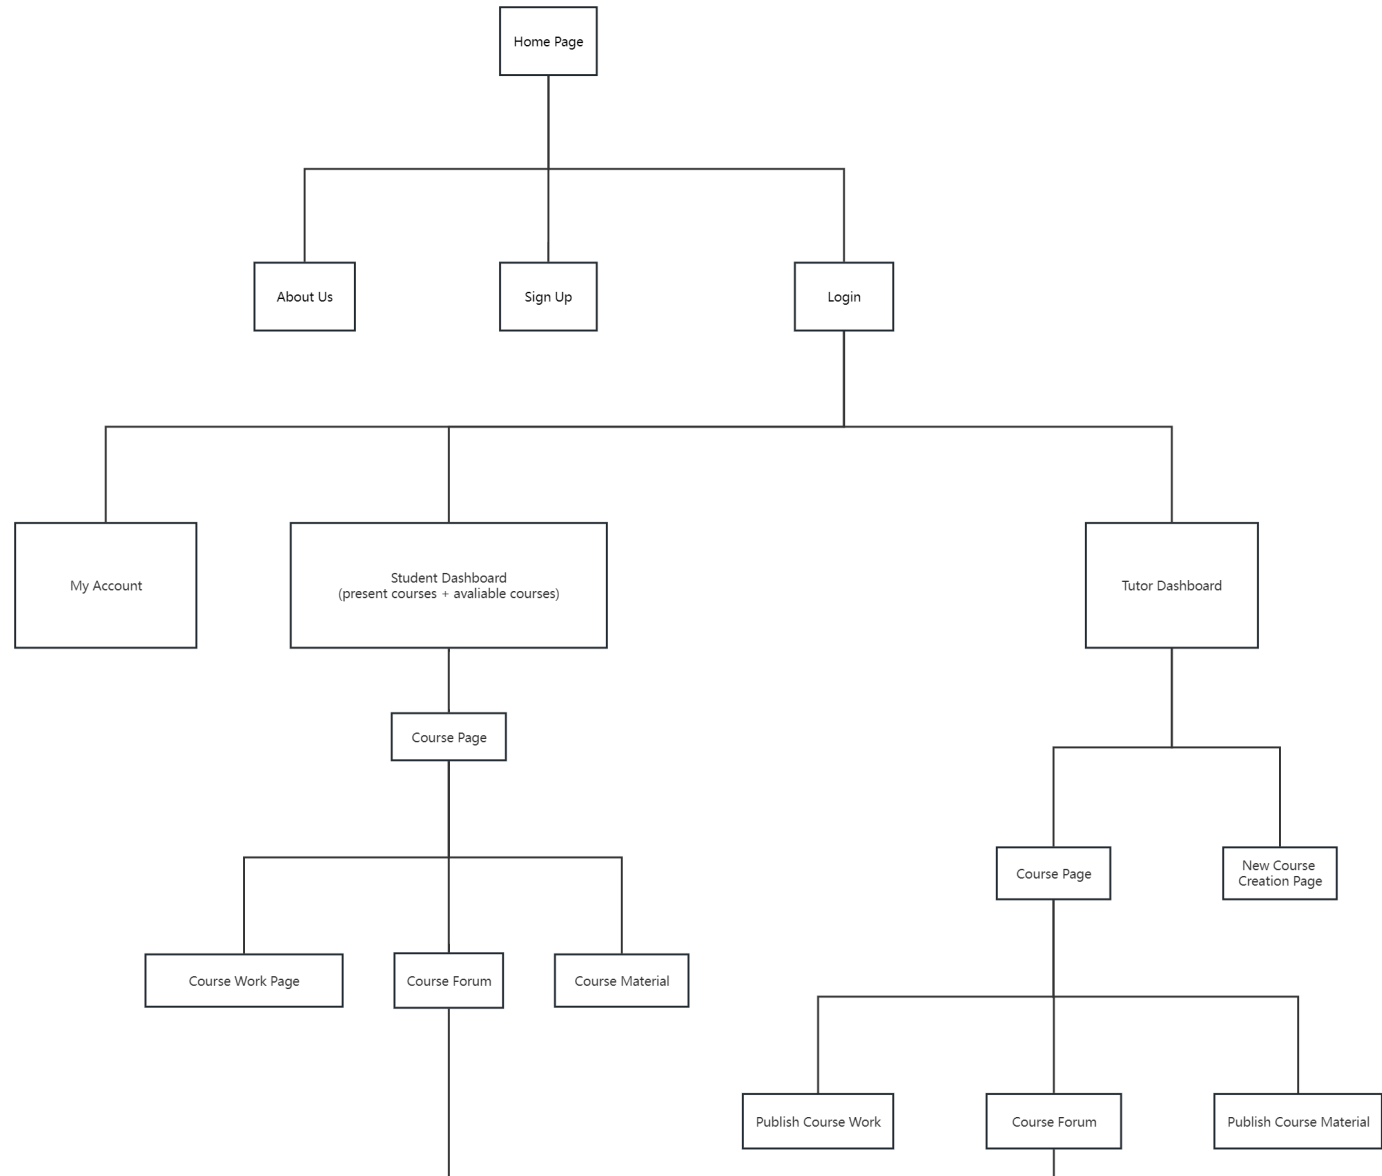 Home Page
About Us
Sign Up
Login
My Account
Student Dashboard
(present courses + avaliable courses)
Tutor Dashboard
Course Page
Course Page
New Course
Creation Page
Course Work Page
Course Forum
Course Material
Publish Course Work
Course Forum
Publish Course Material